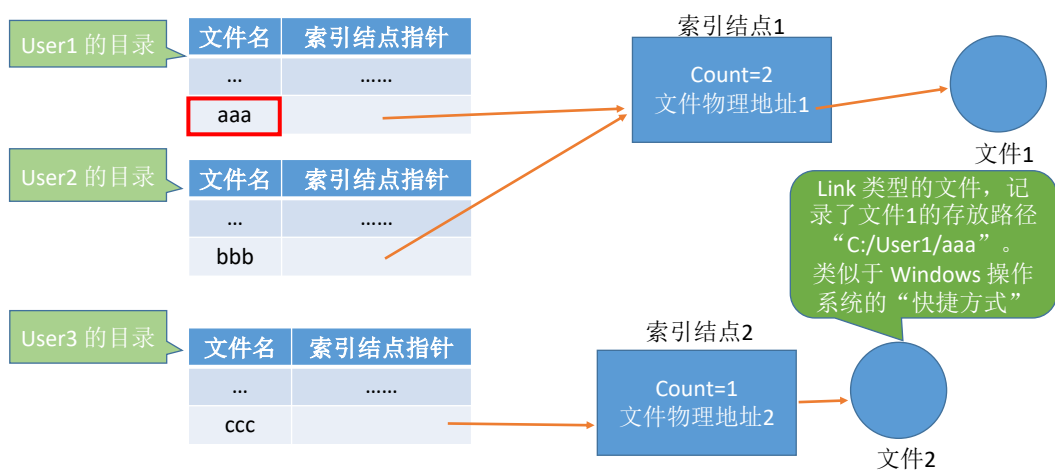 User1 的目录
文件名 索引结点指针
… ……
aaa
索引结点1
Count=2
文件物理地址1
文件1
User2 的目录
文件名 索引结点指针
… ……
bbb
Link 类型的文件，记
录了文件1的存放路径
“C:/User1/aaa”。
类似于 Windows 操作
系统的“快捷方式”
User3 的目录
文件名 索引结点指针
… ……
ccc
索引结点2
Count=1
文件物理地址2
文件2